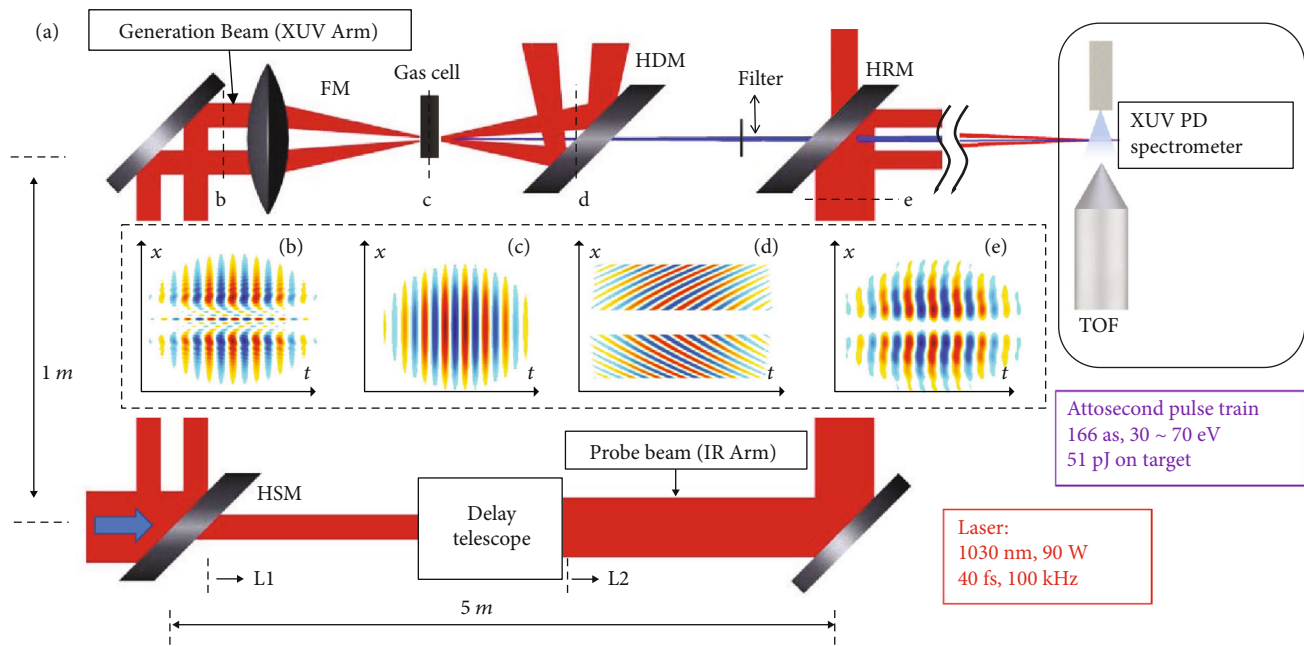 (a)
Generation Beam (XUV Arm)
FM
Gas cell
HDM
Filter
HRM
XUV PD
spectrometer
b
c
d
e
TOF
1 m
x
(b)
t
x
(c)
t
x
(d)
t
x
(e)
t
Attosecond pulse train
166 as, 30 ~ 70 eV
51 pJ on target
Probe beam (IR Arm)
HSM
Delay
telescope
L1
L2
Laser:
1030 nm, 90 W
40 fs, 100 kHz
5 m